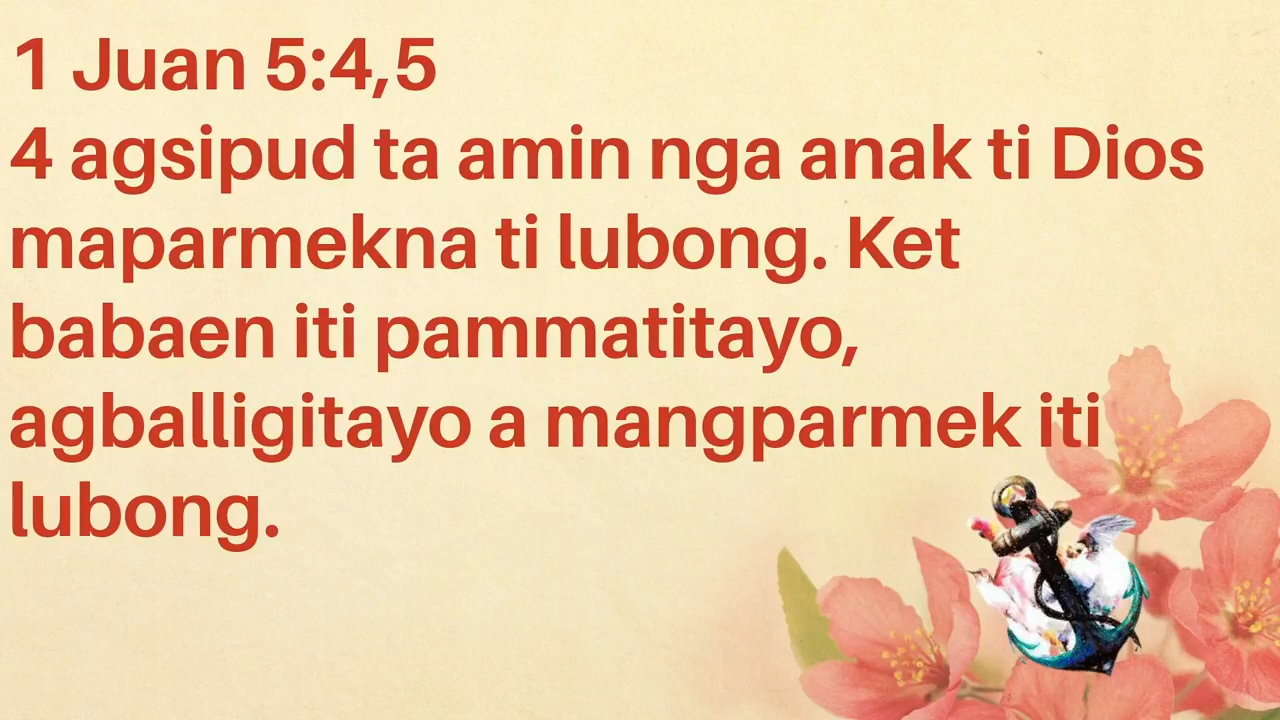 1 Juan 5:4,5
4 agsipud ta amin nga anak ti Dios
maparmekna ti lubong. Ket
babaen iti pammatitayo,
agballigitayo a mangparmek iti
lubong.